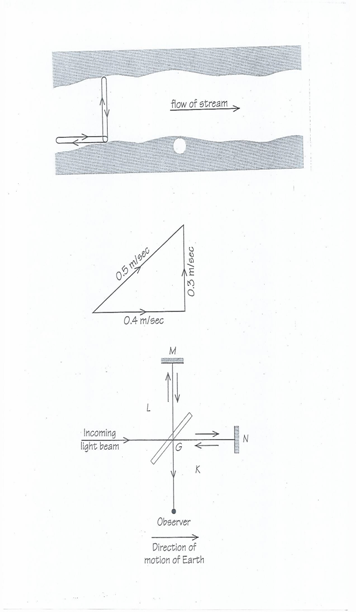 flow of stream
0.5 m/sec
0.3 m/sec
0.4 m/sec
M
L
Incoming
light beam
G
N
K
Observer
Direction of
motion of Earth